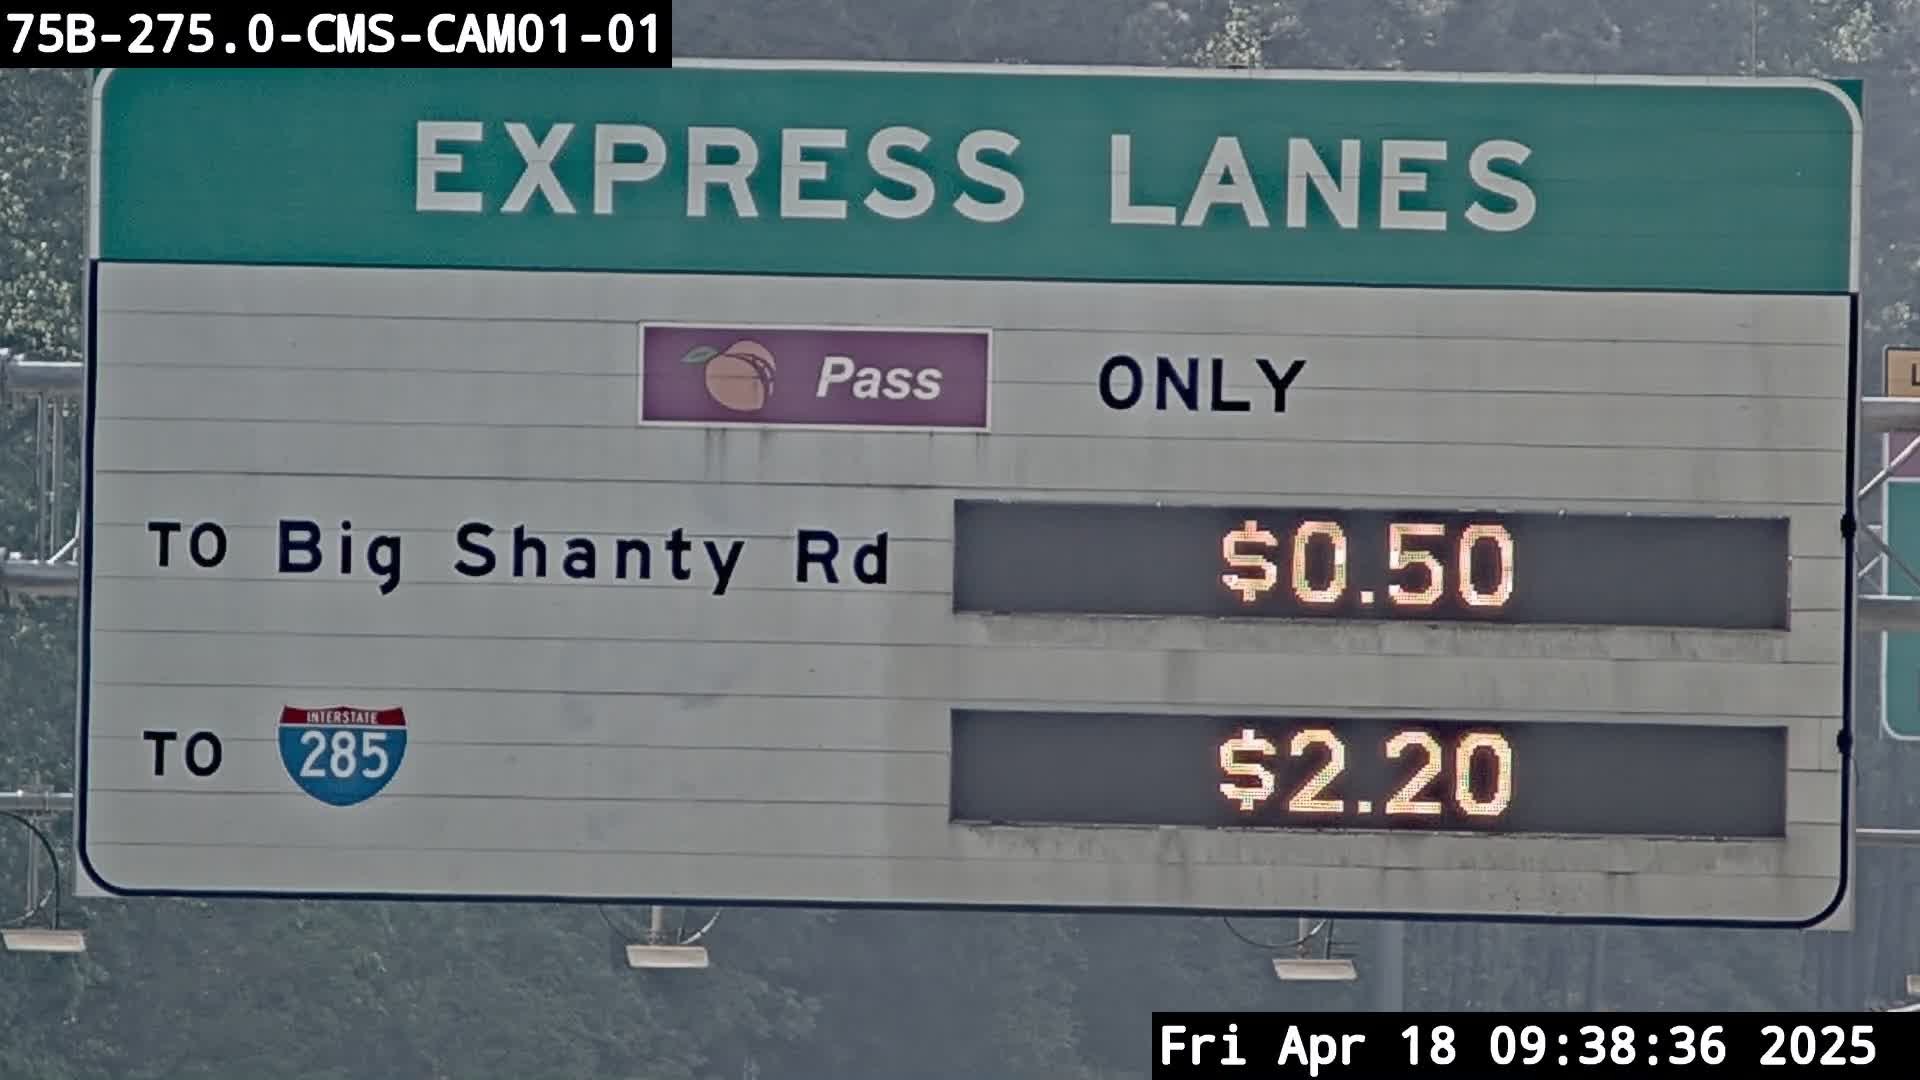 75B-275.0-CMS-CAM01-01
EXPRESS LANES
Pass ONLY
TO Big Shanty Rd $0.50
TO INTERSTATE 285 $2.20
Fri Apr 18 09:38:36 2025